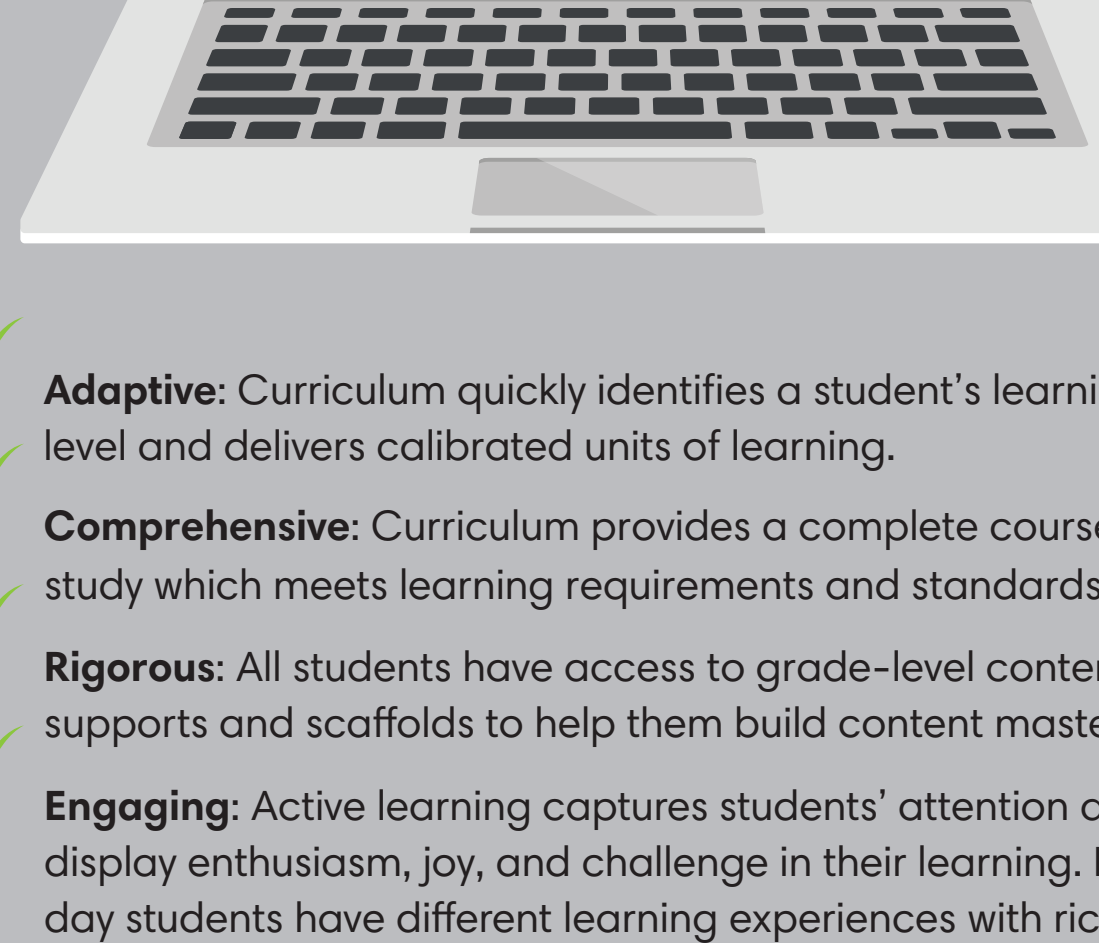 Adaptive: Curriculum quickly identifies a student’s learni
level and delivers calibrated units of learning.
Comprehensive: Curriculum provides a complete course
study which meets learning requirements and standards
Rigorous: All students have access to grade-level conten
supports and scaffolds to help them build content maste
Engaging: Active learning captures students’ attention
display enthusiasm, joy, and challenge in their learning.
day students have different learning experiences with ric